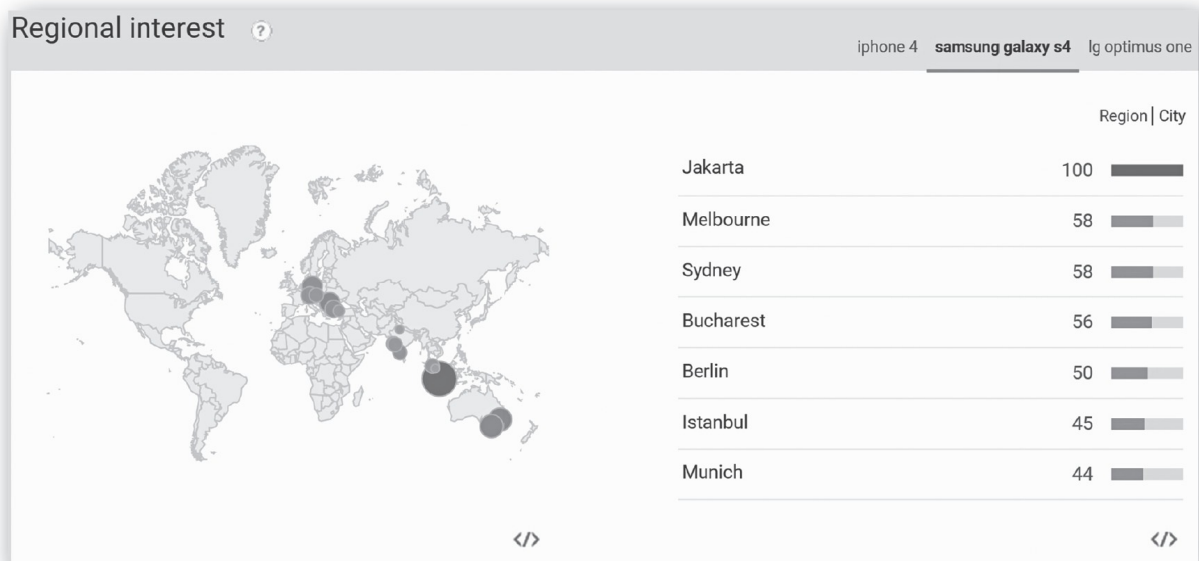 Regional interest ?
iphone 4 samsung galaxy s4 lg optimus one
Region | City
Jakarta 100
Melbourne 58
Sydney 58
Bucharest 56
Berlin 50
Istanbul 45
Munich 44
</> </>